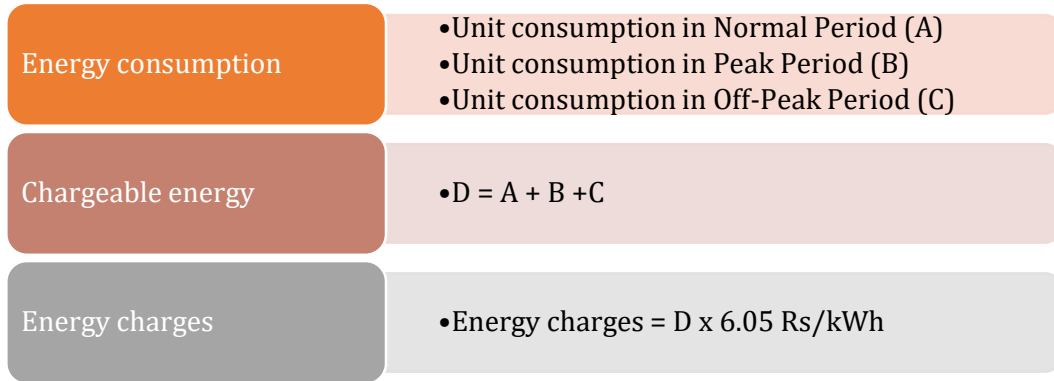 Energy consumption
•Unit consumption in Normal Period (A)
•Unit consumption in Peak Period (B)
•Unit consumption in Off-Peak Period (C)
Chargeable energy
•D = A + B +C
Energy charges
•Energy charges = D x 6.05 Rs/kWh